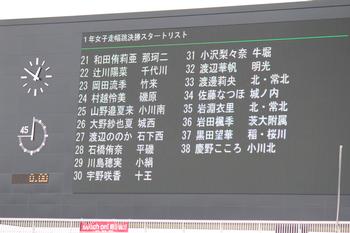 １年女子走幅跳決勝スタートリスト
21 和田侑莉亜 那珂二
22 辻川陽菜 千代川
23 岡田流季 竹来
24 村越怜美 磯原
25 山野邉夏来 小川南
26 大野紗也夏 城西
27 渡辺ののか 石下西
28 石橋侑奈 平磯
29 川島穂実 小絹
30 宇野咲香 十王
31 小沢梨々奈 牛堀
32 渡辺華帆 明光
33 渡邊莉央 北・常北
34 佐藤なつほ 城ノ内
35 岩淵衣里 北・常北
36 岩田楓季 茨大附属
37 黒田望華 稲・桜川
38 慶野こころ 小川北
45